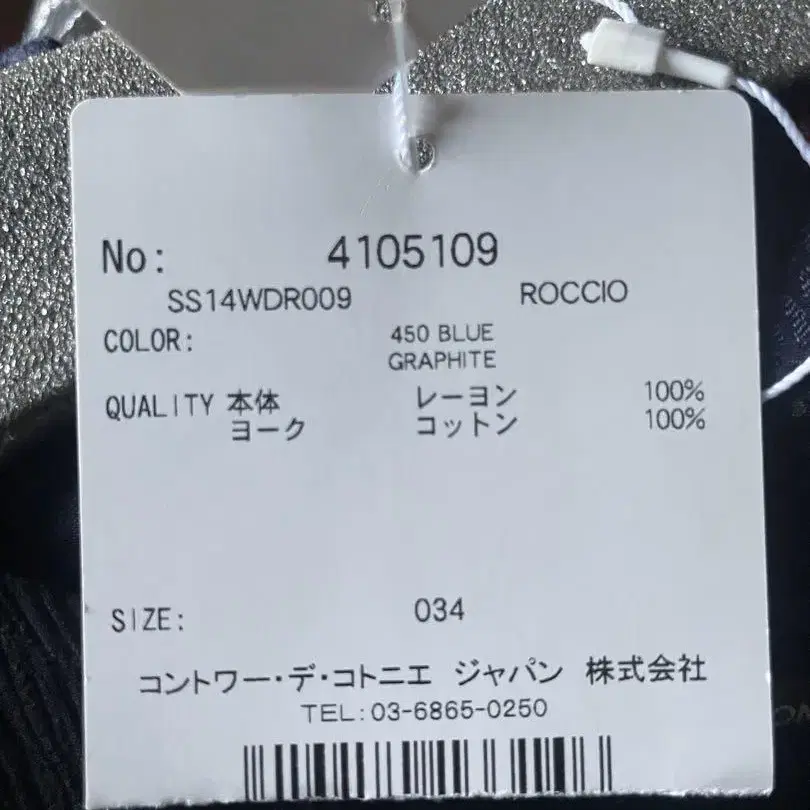 No: 4105109
SS14WDR009 ROCCIO
COLOR: 450 BLUE
GRAPHITE
QUALITY 本体 レーヨン 100%
ヨーク コットン 100%
SIZE: 034
コントワー・デ・コトニエ ジャパン 株式会社
TEL:03-6865-0250